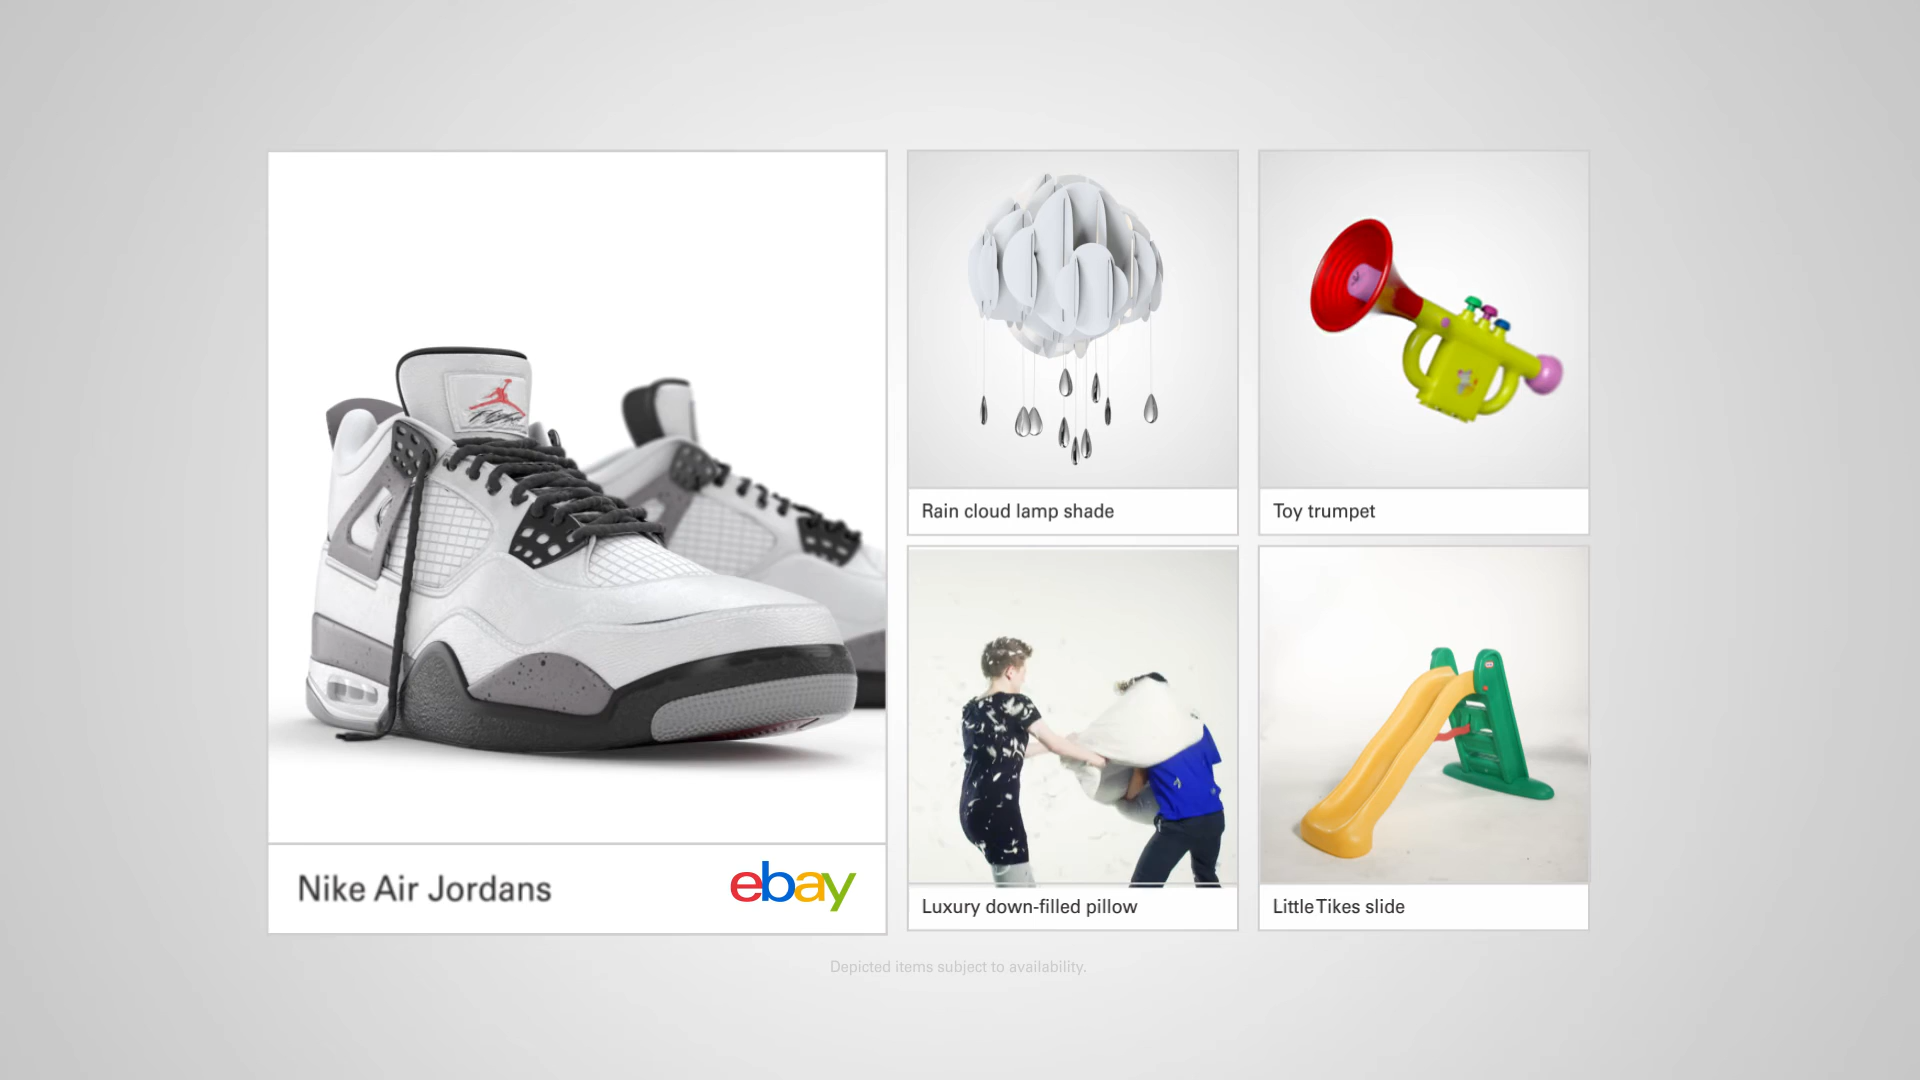 Nike Air Jordans
ebay
Rain cloud lamp shade
Toy trumpet
Luxury down-filled pillow
Little Tikes slide
Depicted items subject to availability.